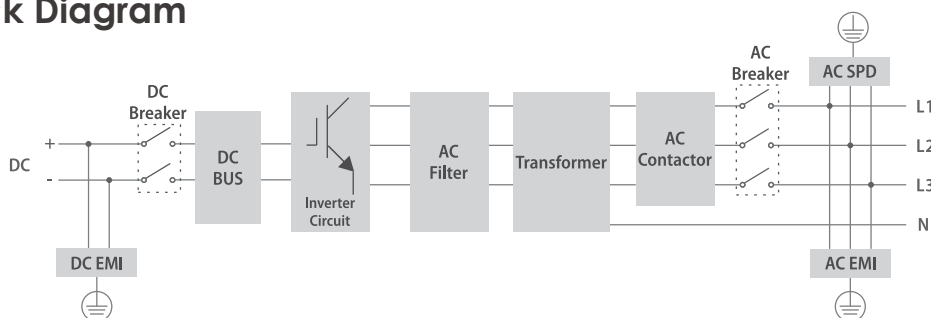 k Diagram
DC
+
-
DC
Breaker
DC
BUS
Inverter
Circuit
AC
Filter
Transformer
AC
Contactor
AC
Breaker
AC SPD
L1
L2
L3
N
DC EMI
AC EMI